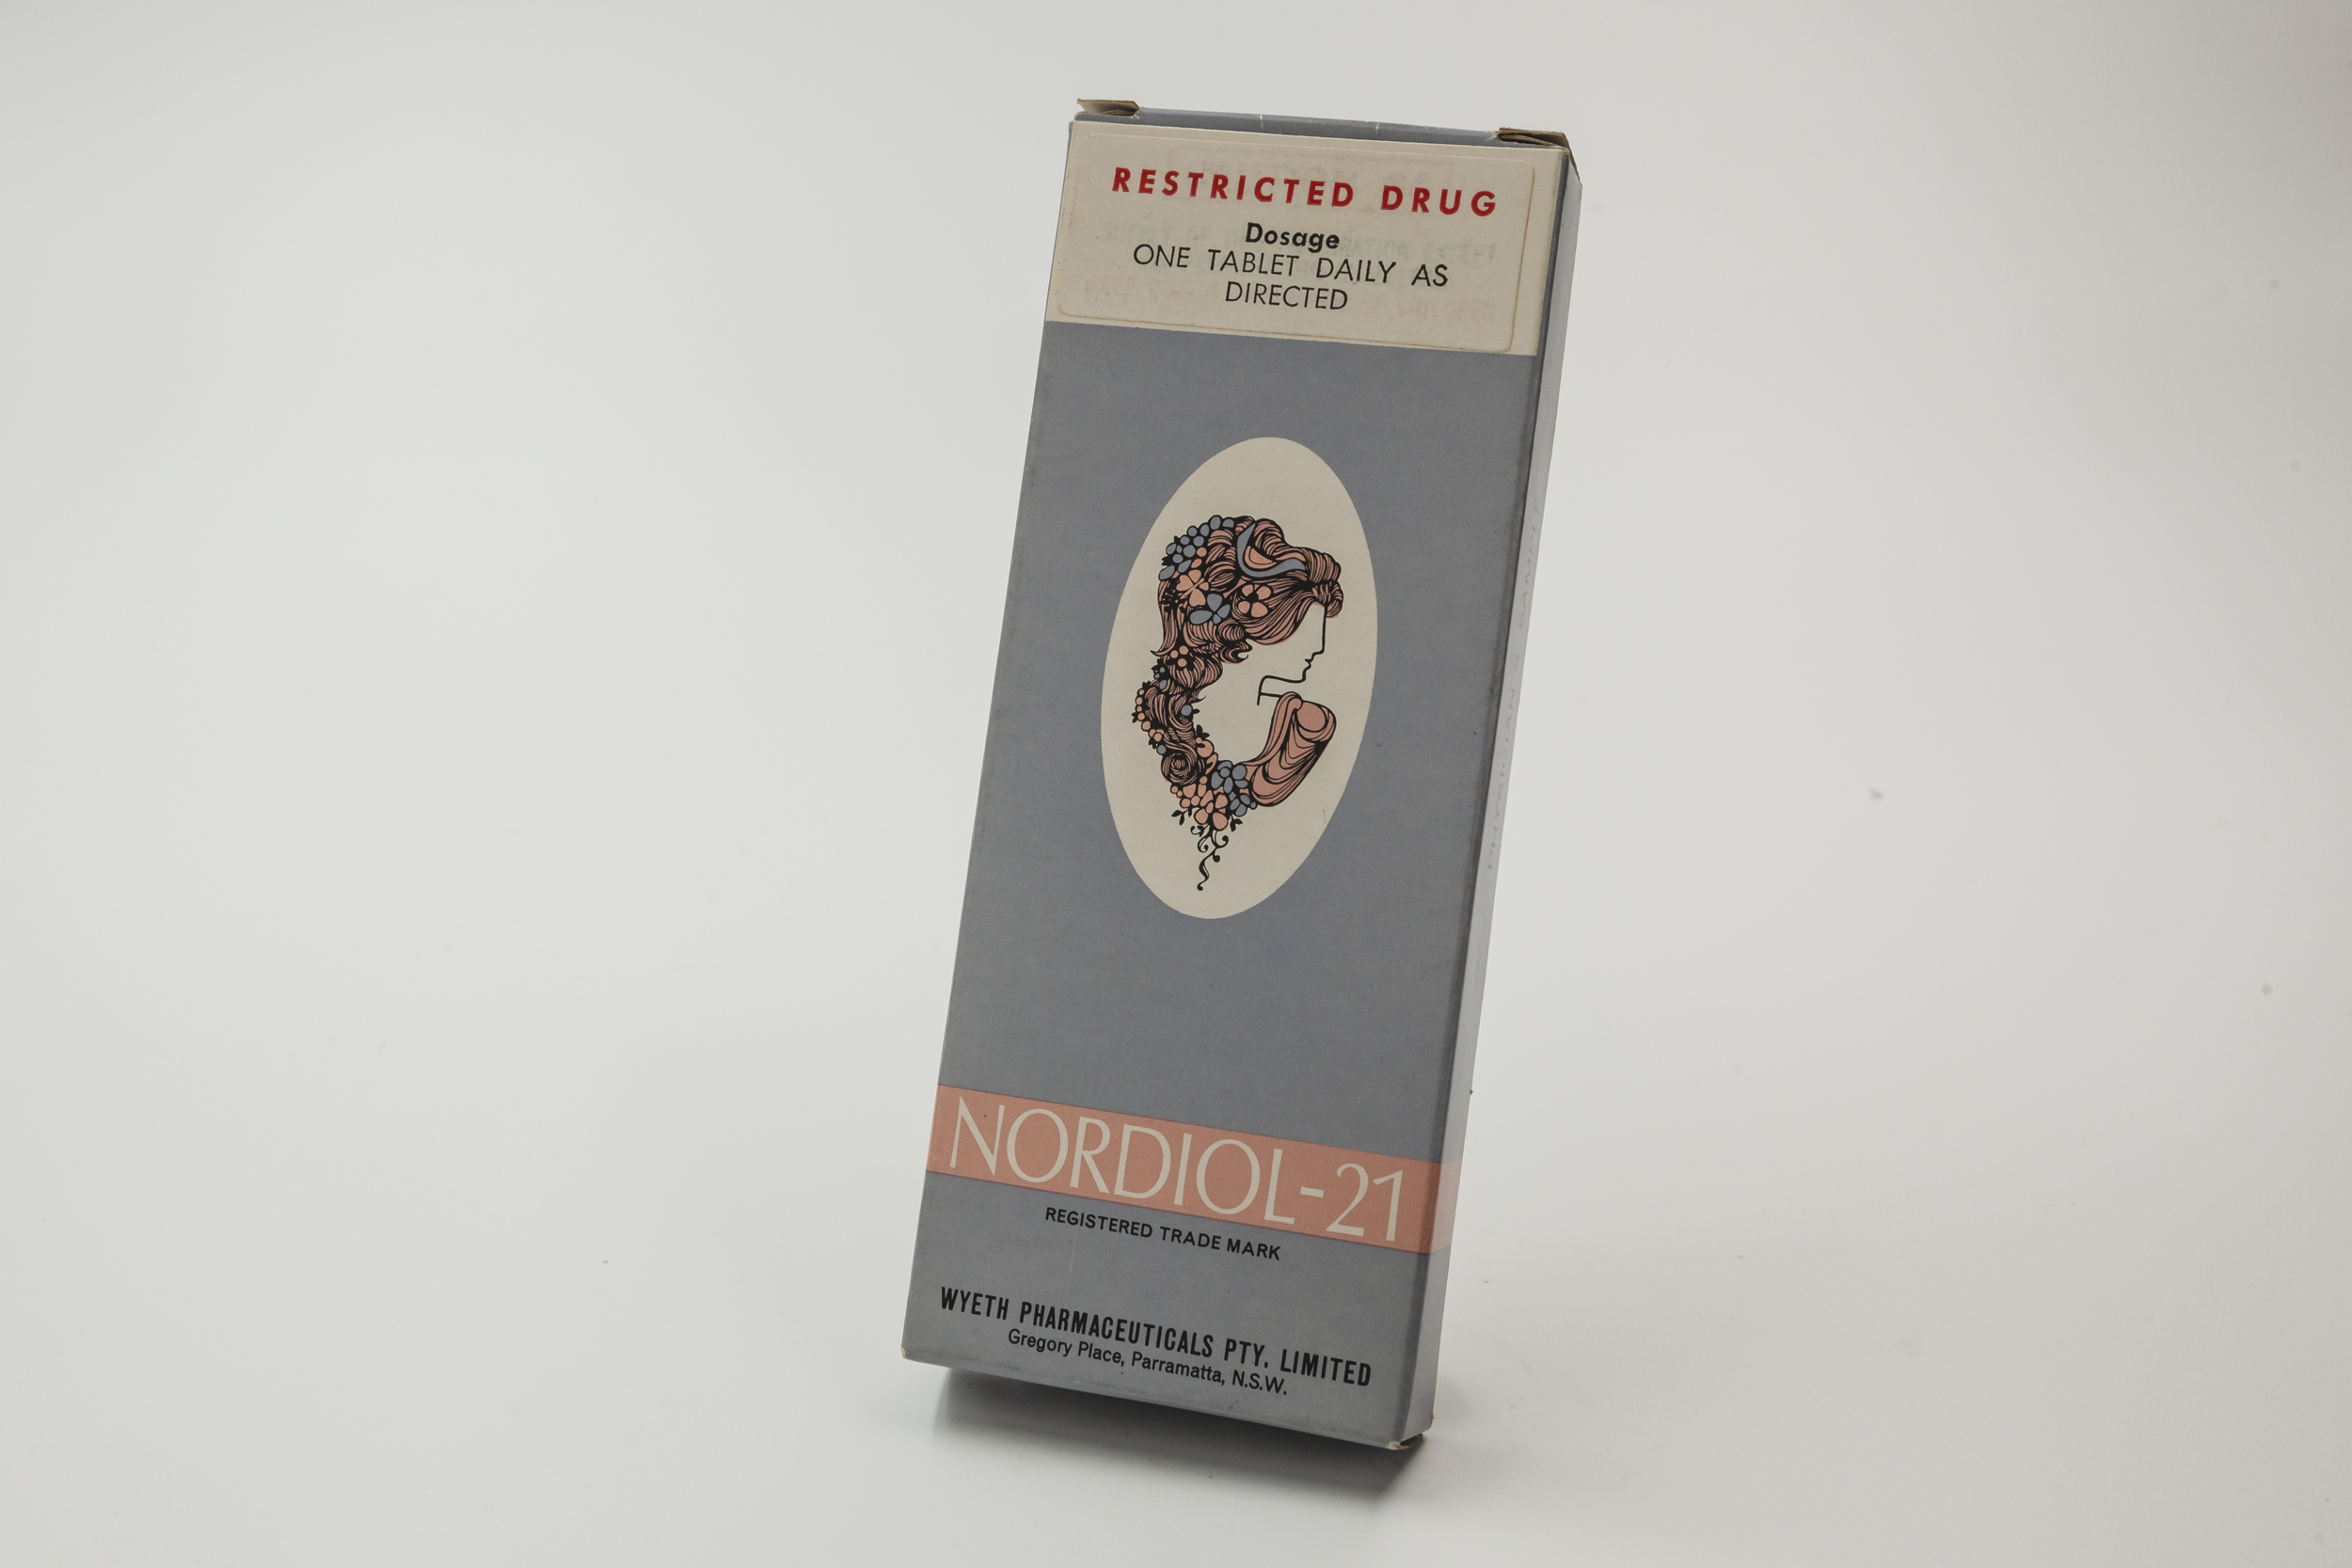 RESTRICTED DRUG
Dosage
ONE TABLET DAILY AS
DIRECTED
NORDIOL-21
REGISTERED TRADE MARK
WYETH PHARMACEUTICALS PTY. LIMITED
Gregory Place, Parramatta, N.S.W.